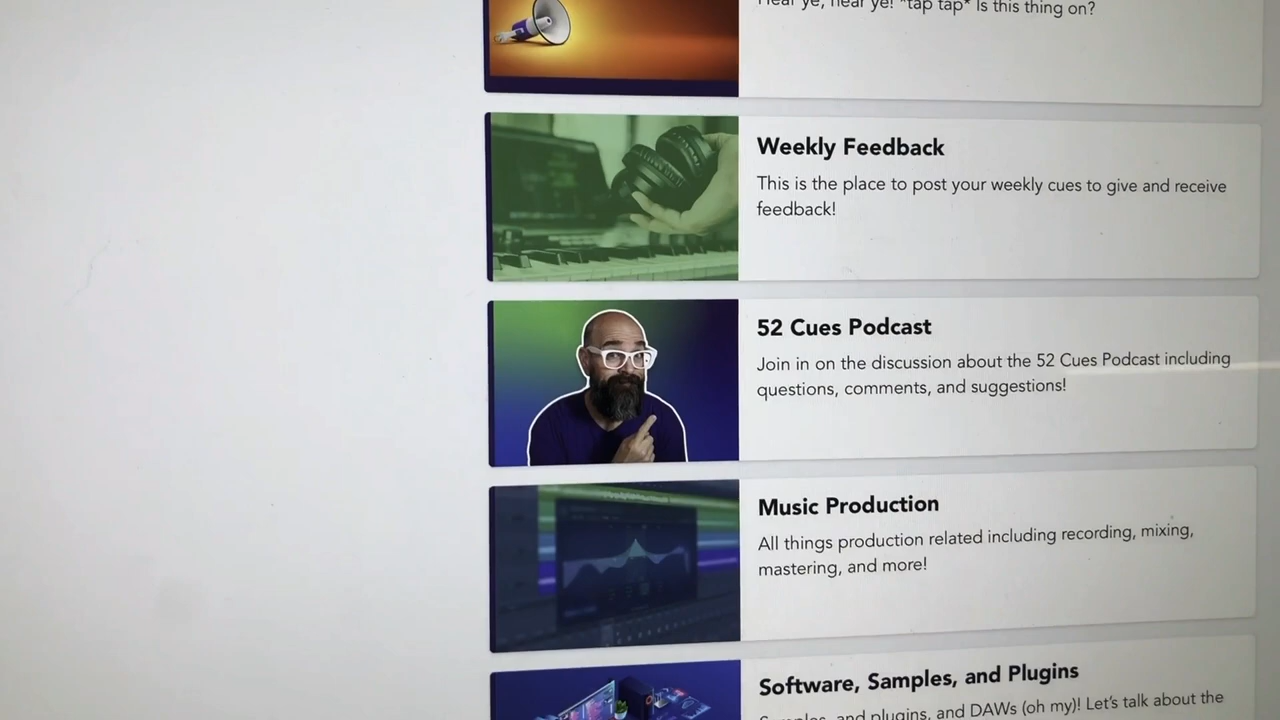 Hear ye, hear ye! *tap tap* Is this thing on?
Weekly Feedback
This is the place to post your weekly cues to give and receive
feedback!
52 Cues Podcast
Join in on the discussion about the 52 Cues Podcast including
questions, comments, and suggestions!
Music Production
All things production related including recording, mixing,
mastering, and more!
Software, Samples, and Plugins
Samples, and plugins, and DAWs (oh my)! Let's talk about the